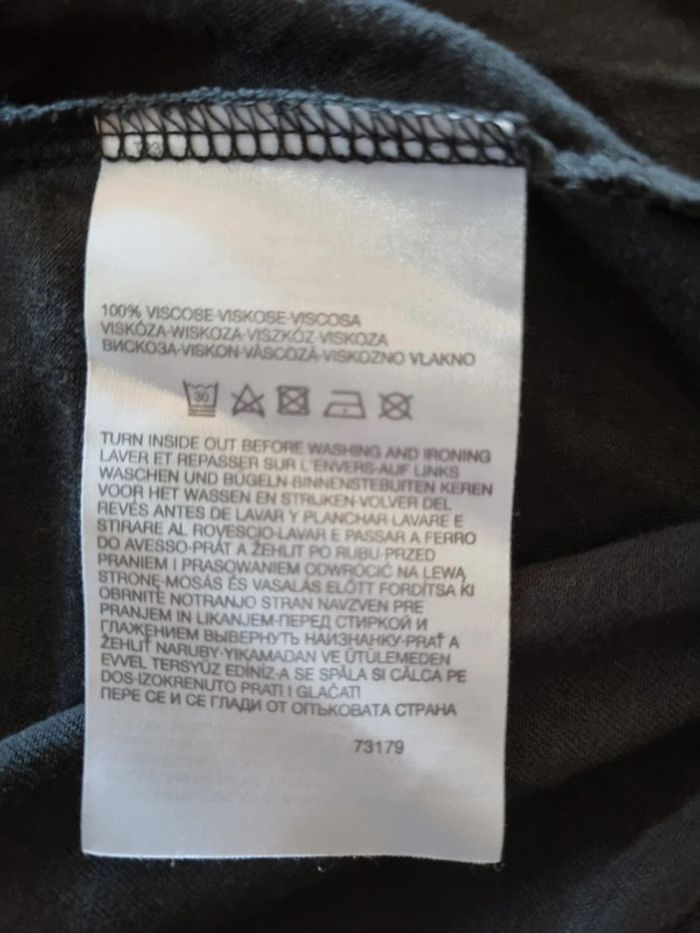 100% VISCOSE-VISKOSE-VISCOSA
VISKÓZA-WISKOZA-VISZKÓZ-VISKOZA
ВИСКОЗА-VISKON-VÂSCOZĂ-VISKOZNO VLAKNO
30
TURN INSIDE OUT BEFORE WASHING AND IRONING
LAVER ET REPASSER SUR L'ENVERS-AUF LINKS
WASCHEN UND BÜGELN-BINNENSTEBUITEN KEREN
VOOR HET WASSEN EN STRIJKEN-VOLVER DEL
REVÉS ANTES DE LAVAR Y PLANCHAR-LAVARE E
STIRARE AL ROVESCIO-LAVAR E PASSAR A FERRO
DO AVESSO-PRÁT A ŽEHLIT PO RUBU-PRZED
PRANIEM I PRASOWANIEM ODWRÓCIĆ NA LEWĄ
STRONĘ-MOSÁS ÉS VASALÁS ELŐTT FORDÍTSA KI
OBRNITE NOTRANJO STRAN NAVZVEN PRE
PRANJEM IN LIKANJEM-ПЕРЕД СТИРКОЙ И
ГЛАЖЕНИЕМ ВЫВЕРНУТЬ НАИЗНАНКУ-PRAŤ A
ŽEHLIŤ NARUBY-YIKAMADAN VE ÜTÜLEMEDEN
EVVEL TERSYÜZ EDİNİZ-A SE SPĂLA SI CĂLCA PE
DOS-IZOKRENUTO PRATI I GLAČATI
ПЕРЕ СЕ И СЕ ГЛАДИ ОТ ОПЪКОВАТА СТРАНА
73179